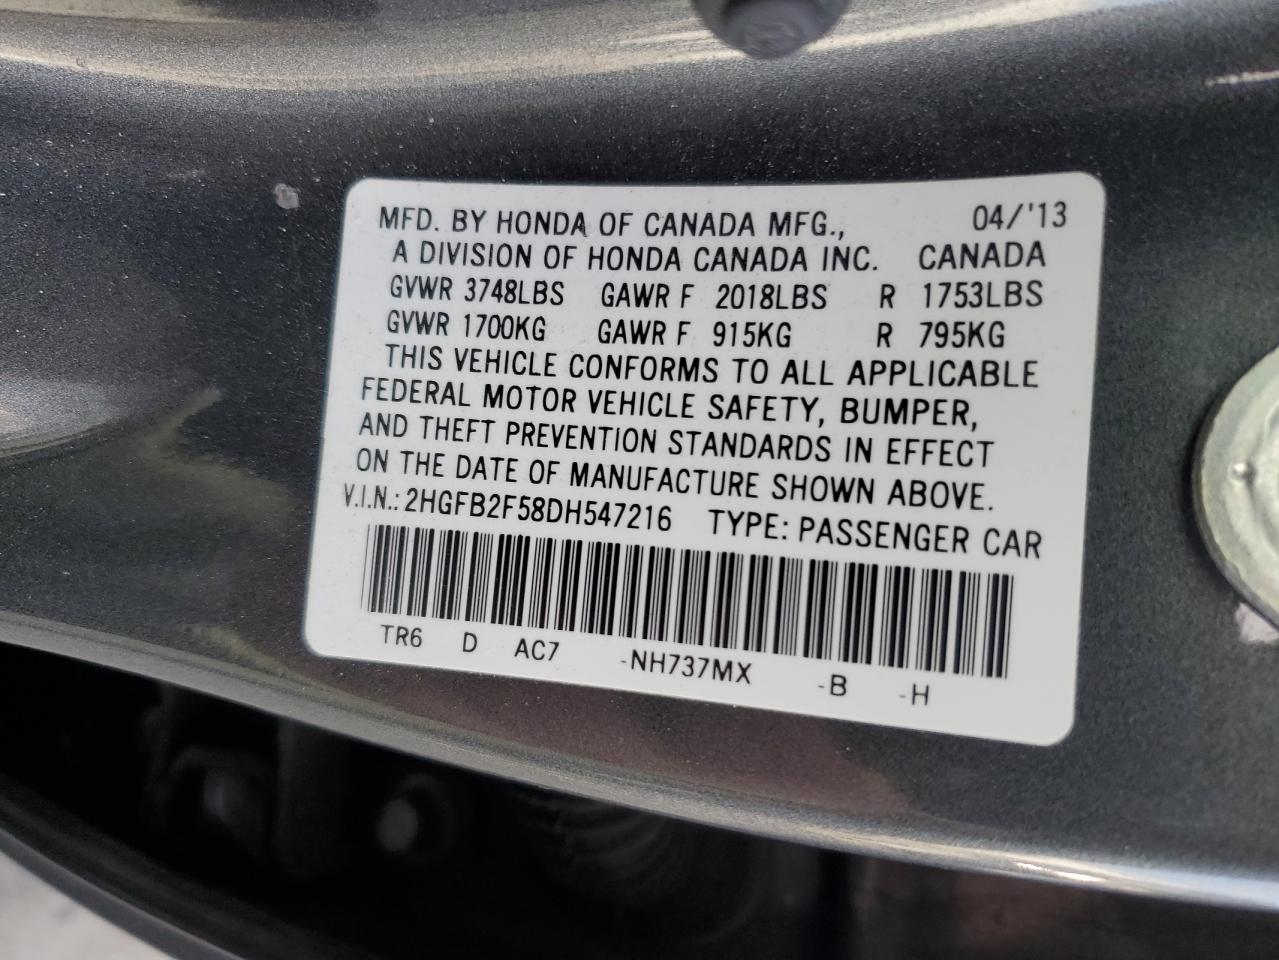 MFD. BY HONDA OF CANADA MFG., 04/'13
A DIVISION OF HONDA CANADA INC. CANADA
GVWR 3748LBS GAWR F 2018LBS R 1753LBS
GVWR 1700KG GAWR F 915KG R 795KG
THIS VEHICLE CONFORMS TO ALL APPLICABLE
FEDERAL MOTOR VEHICLE SAFETY, BUMPER,
AND THEFT PREVENTION STANDARDS IN EFFECT
ON THE DATE OF MANUFACTURE SHOWN ABOVE.
V.I.N.: 2HGFB2F58DH547216 TYPE: PASSENGER CAR
TR6 D AC7 -NH737MX -B -H